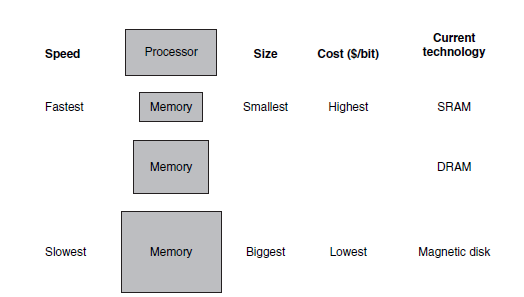 Speed Processor Size Cost ($/bit) Current
technology
Fastest Memory Smallest Highest SRAM
Memory DRAM
Slowest Memory Biggest Lowest Magnetic disk